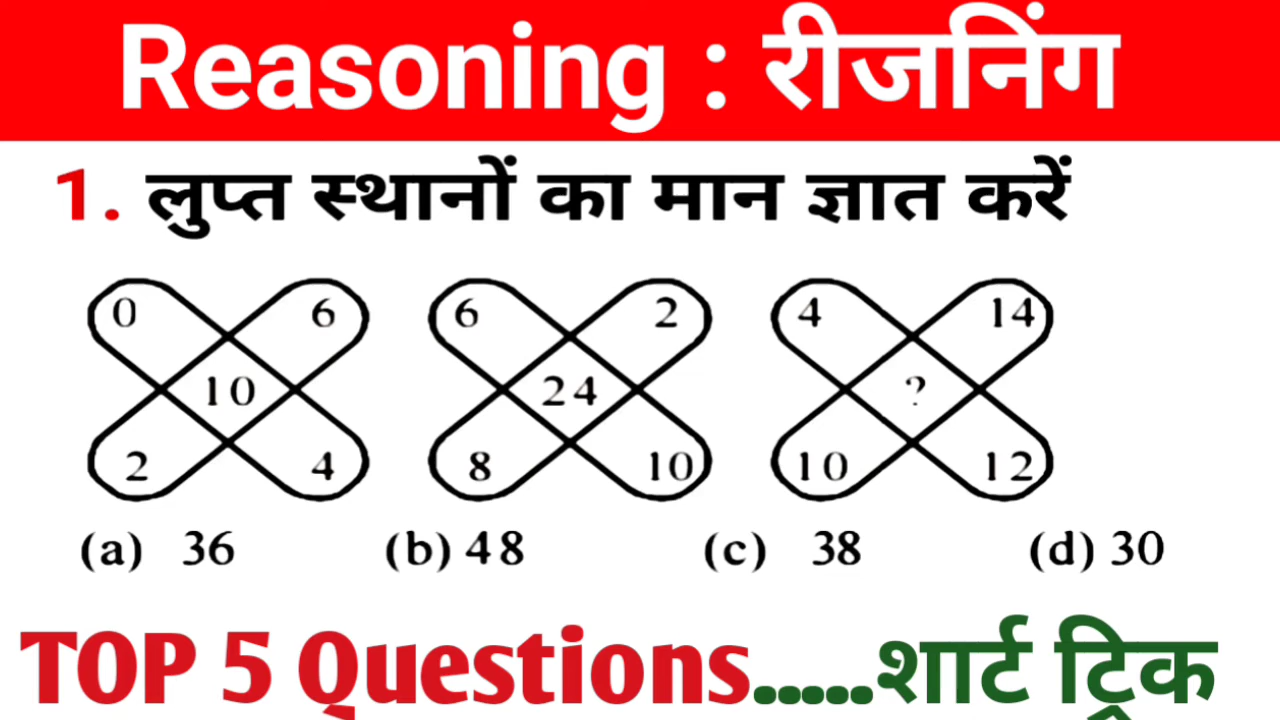 Reasoning : रीजनिंग
1. लुप्त स्थानों का मान ज्ञात करें
0 6 6 2 4 14
10 24 ?
2 4 8 10 10 12
(a) 36 (b) 48 (c) 38 (d) 30
TOP 5 Questions.....शार्ट ट्रिक